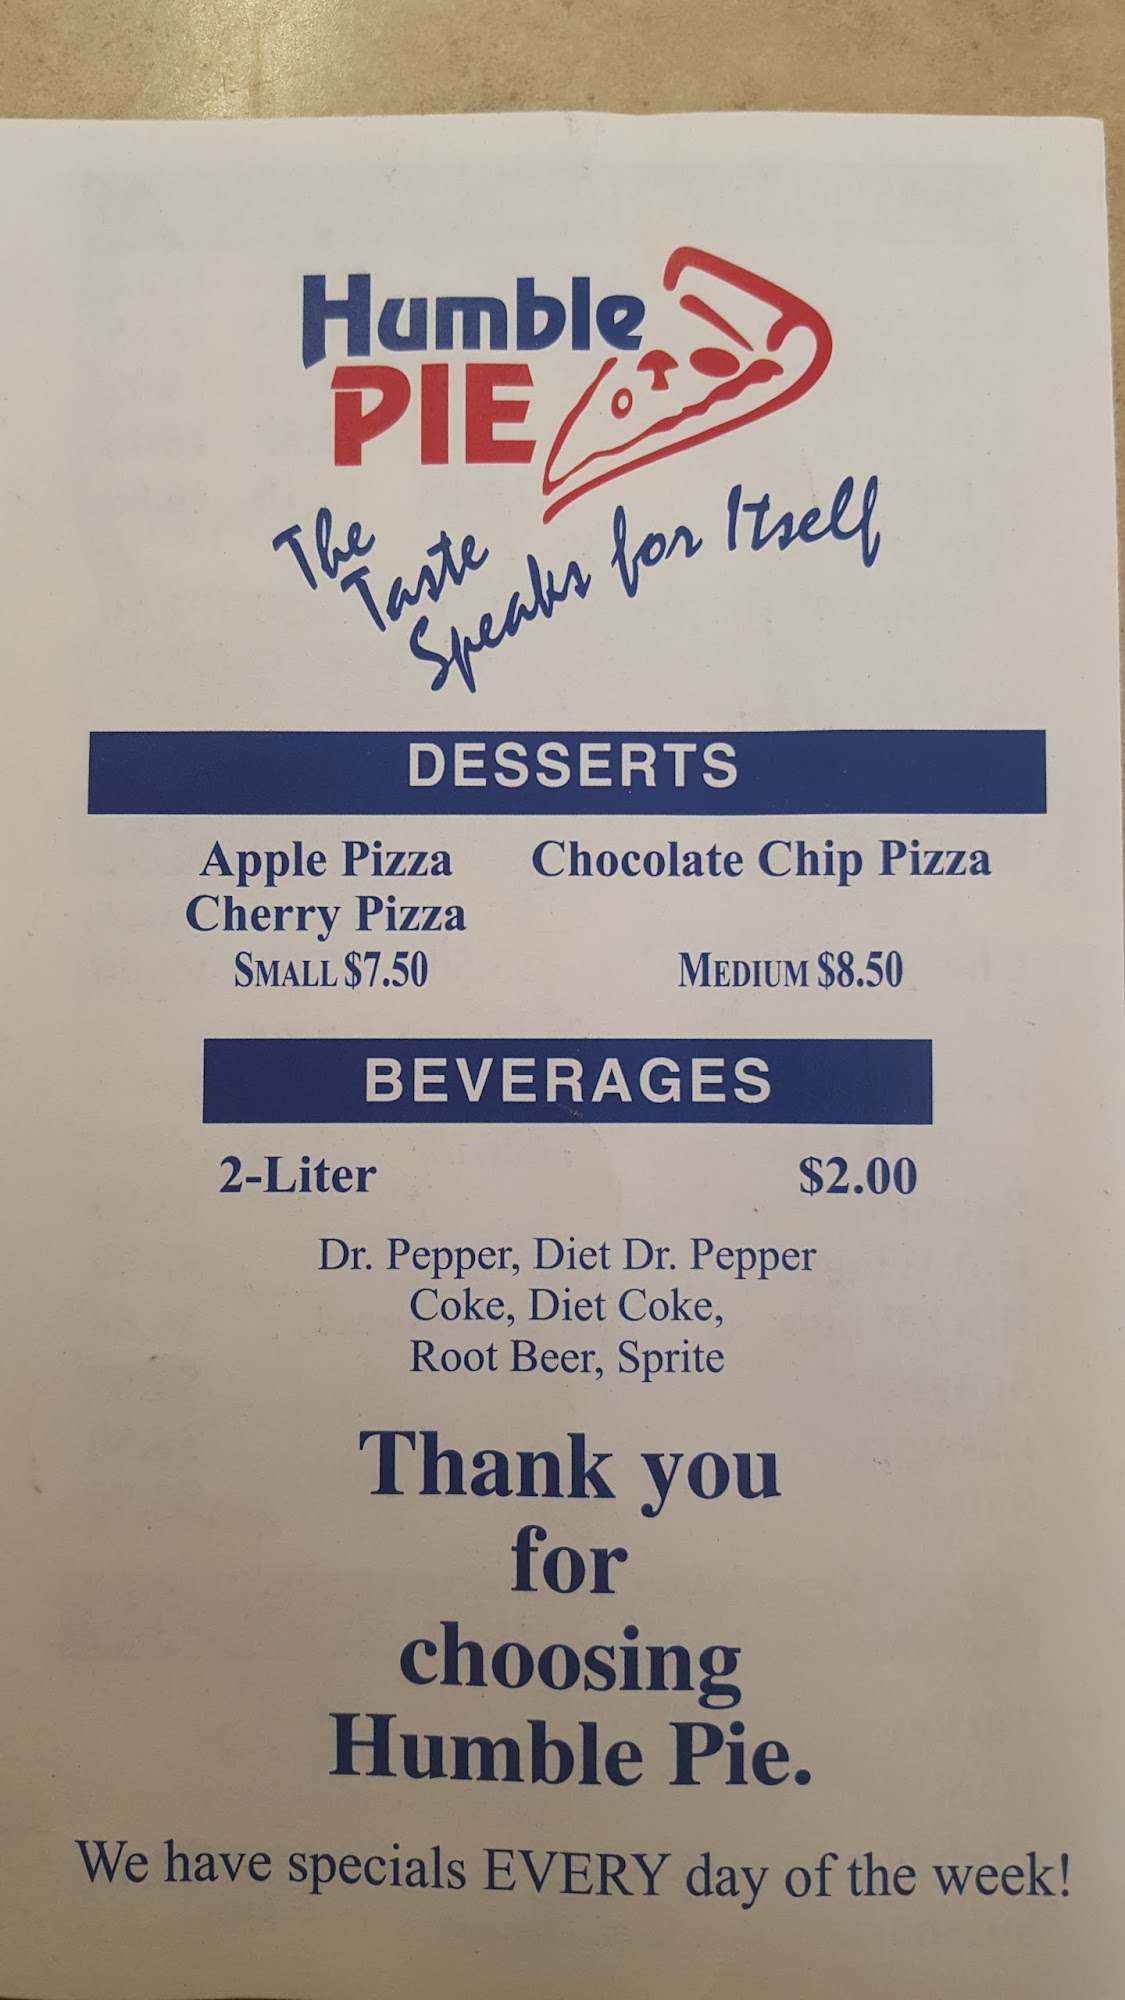 Humble
PIE
The
Taste
Speaks for Itself
DESSERTS
Apple Pizza Chocolate Chip Pizza
Cherry Pizza
SMALL $7.50 MEDIUM $8.50
BEVERAGES
2-Liter $2.00
Dr. Pepper, Diet Dr. Pepper
Coke, Diet Coke,
Root Beer, Sprite
Thank you
for
choosing
Humble Pie.
We have specials EVERY day of the week!